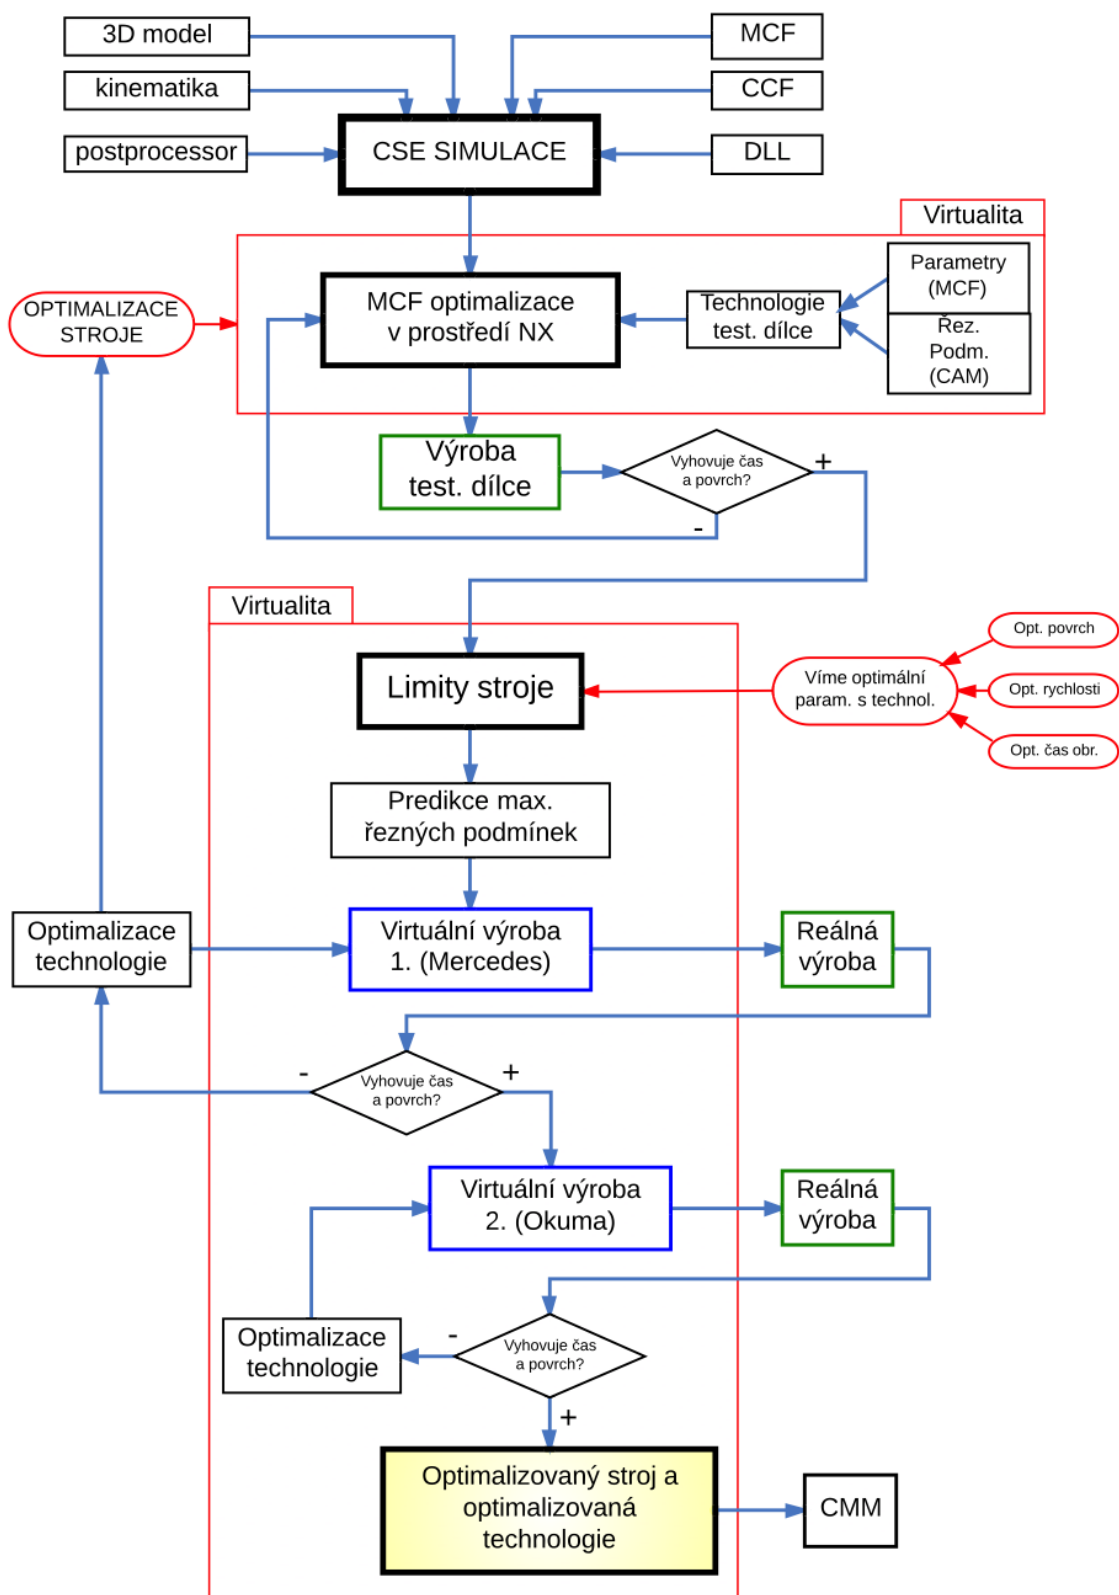 3D model
MCF
kinematika
CCF
postprocessor
CSE SIMULACE
DLL
Virtualita
OPTIMALIZACE
STROJE
MCF optimalizace
v prostředí NX
Technologie
test. dílce
Parametry
(MCF)
Řez.
Podm.
(CAM)
Výroba
test. dílce
Vyhovuje čas
a povrch?
+
-
Virtualita
Limity stroje
Víme optimální
param. s technol.
Opt. povrch
Opt. rychlosti
Opt. čas obr.
Predikce max.
řezných podmínek
Optimalizace
technologie
Virtuální výroba
1. (Mercedes)
Reálná
výroba
-
Vyhovuje čas
a povrch?
+
Virtuální výroba
2. (Okuma)
Reálná
výroba
Optimalizace
technologie
-
Vyhovuje čas
a povrch?
+
Optimalizovaný stroj a
optimalizovaná
technologie
CMM